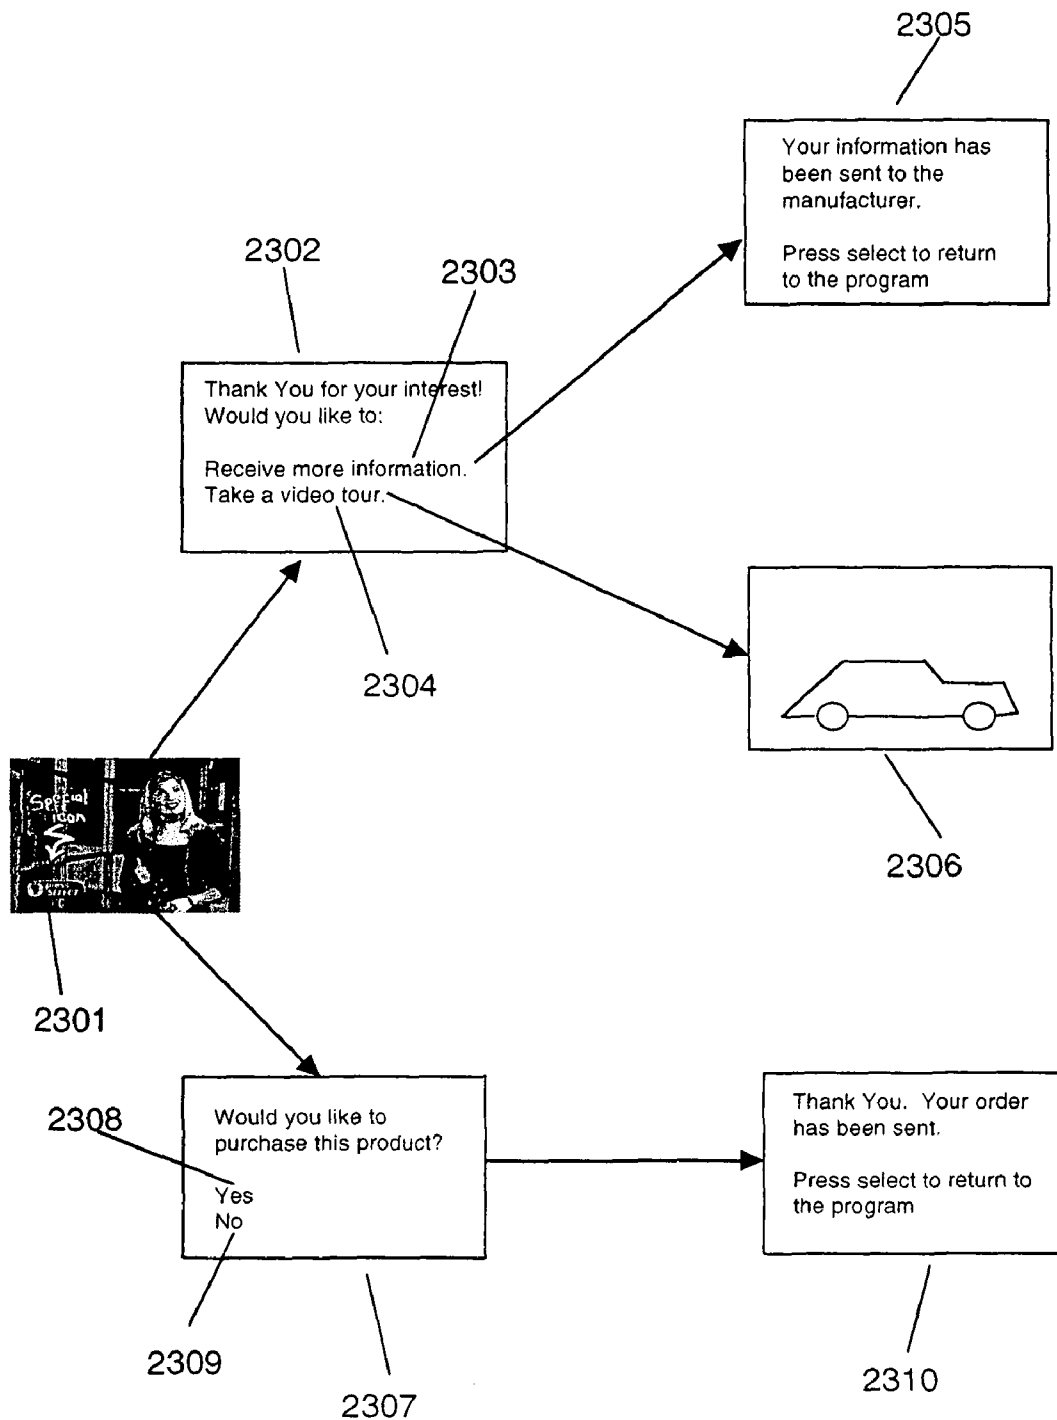 2305
Your information has
been sent to the
manufacturer.
Press select to return
to the program
2302
2303
Thank You for your interest!
Would you like to:
Receive more information.
Take a video tour.
2304
2306
Special
icon
SELECT
2301
2308
Would you like to
purchase this product?
Yes
No
2309
2307
Thank You. Your order
has been sent.
Press select to return to
the program
2310